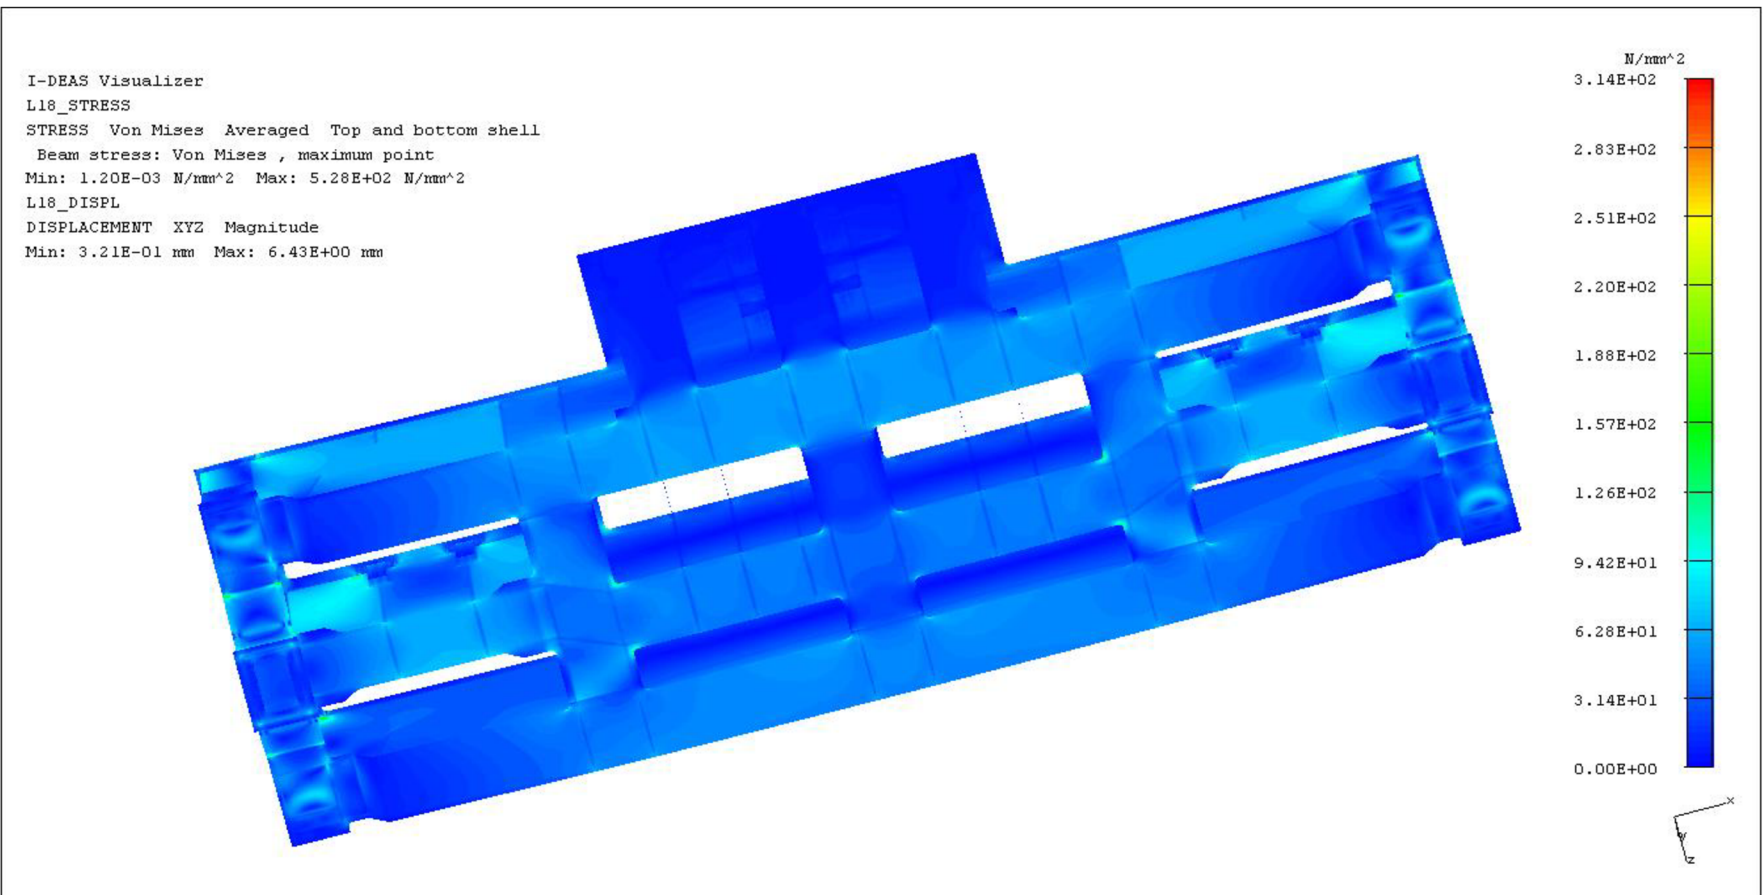 I-DEAS Visualizer
L18_STRESS
STRESS  Von Mises  Averaged  Top and bottom shell
Beam stress: Von Mises , maximum point
Min: 1.20E-03 N/mm^2  Max: 5.28E+02 N/mm^2
L18_DISPL
DISPLACEMENT  XYZ  Magnitude
Min: 3.21E-01 mm  Max: 6.43E+00 mm
N/mm^2
3.14E+02
2.83E+02
2.51E+02
2.20E+02
1.88E+02
1.57E+02
1.26E+02
9.42E+01
6.28E+01
3.14E+01
0.00E+00
X
Y
Z